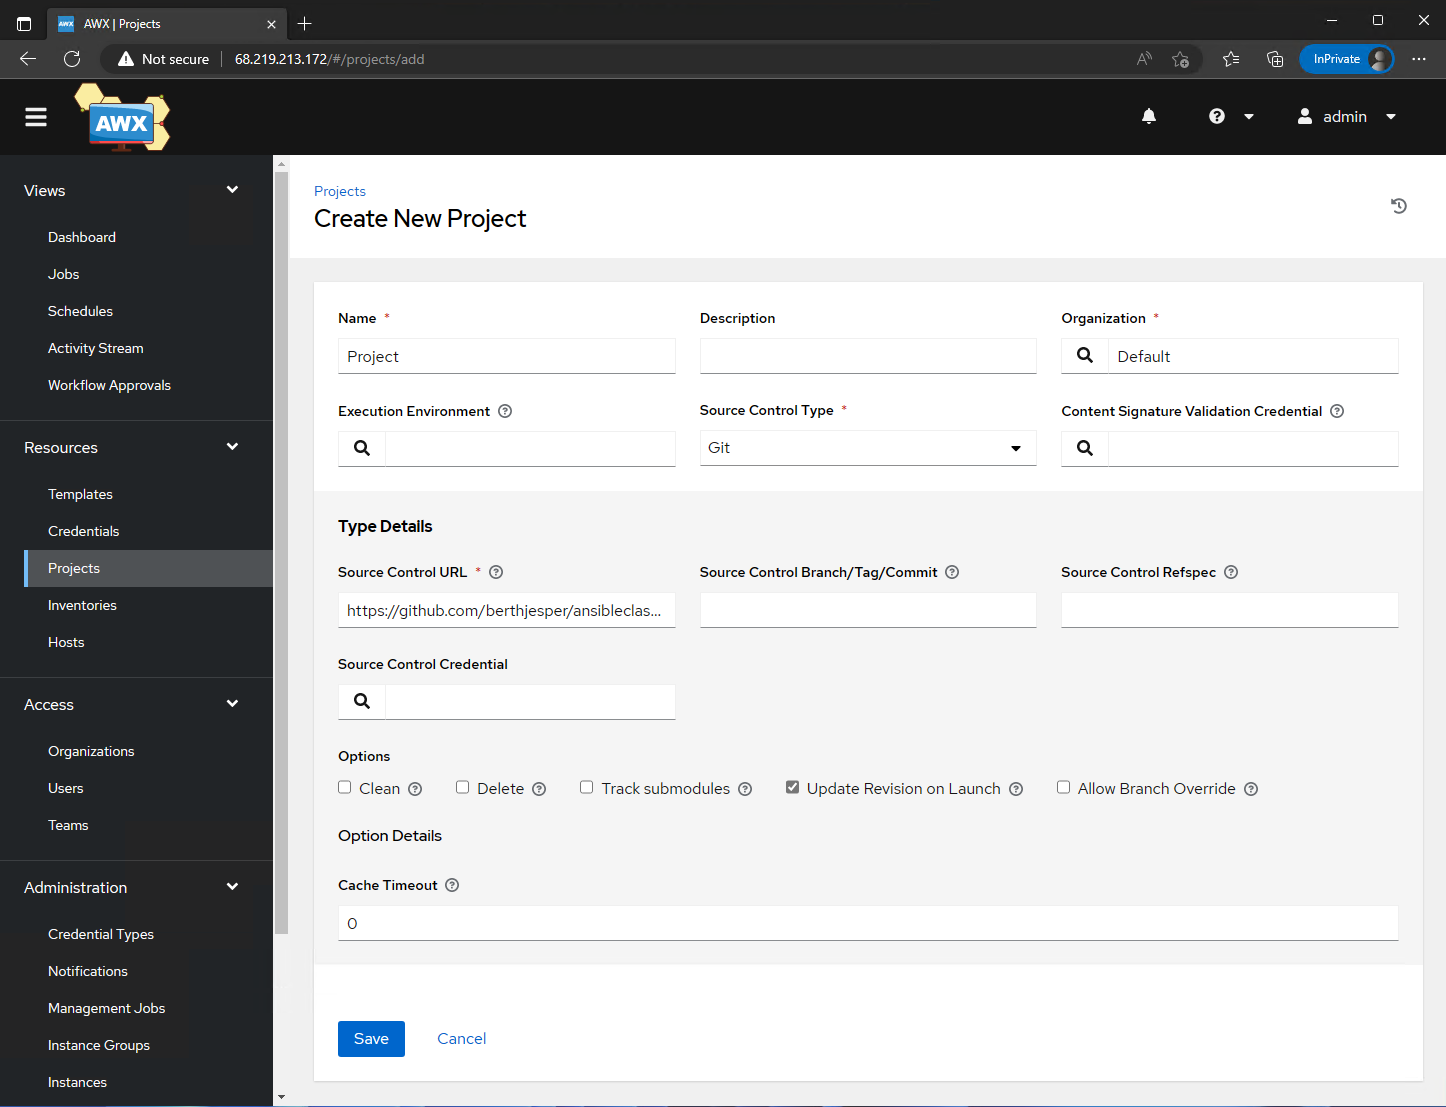 AWX | Projects
Not secure
68.219.213.172/#/projects/add
InPrivate
AWX
admin
Views
Dashboard
Jobs
Schedules
Activity Stream
Workflow Approvals
Resources
Templates
Credentials
Projects
Inventories
Hosts
Access
Organizations
Users
Teams
Administration
Credential Types
Notifications
Management Jobs
Instance Groups
Instances
Projects
Create New Project
Name *
Project
Description
Organization *
Default
Execution Environment
Source Control Type *
Git
Content Signature Validation Credential
Type Details
Source Control URL *
https://github.com/berthjesper/ansibleclas...
Source Control Branch/Tag/Commit
Source Control Refspec
Source Control Credential
Options
Clean
Delete
Track submodules
Update Revision on Launch
Allow Branch Override
Option Details
Cache Timeout
0
Save
Cancel